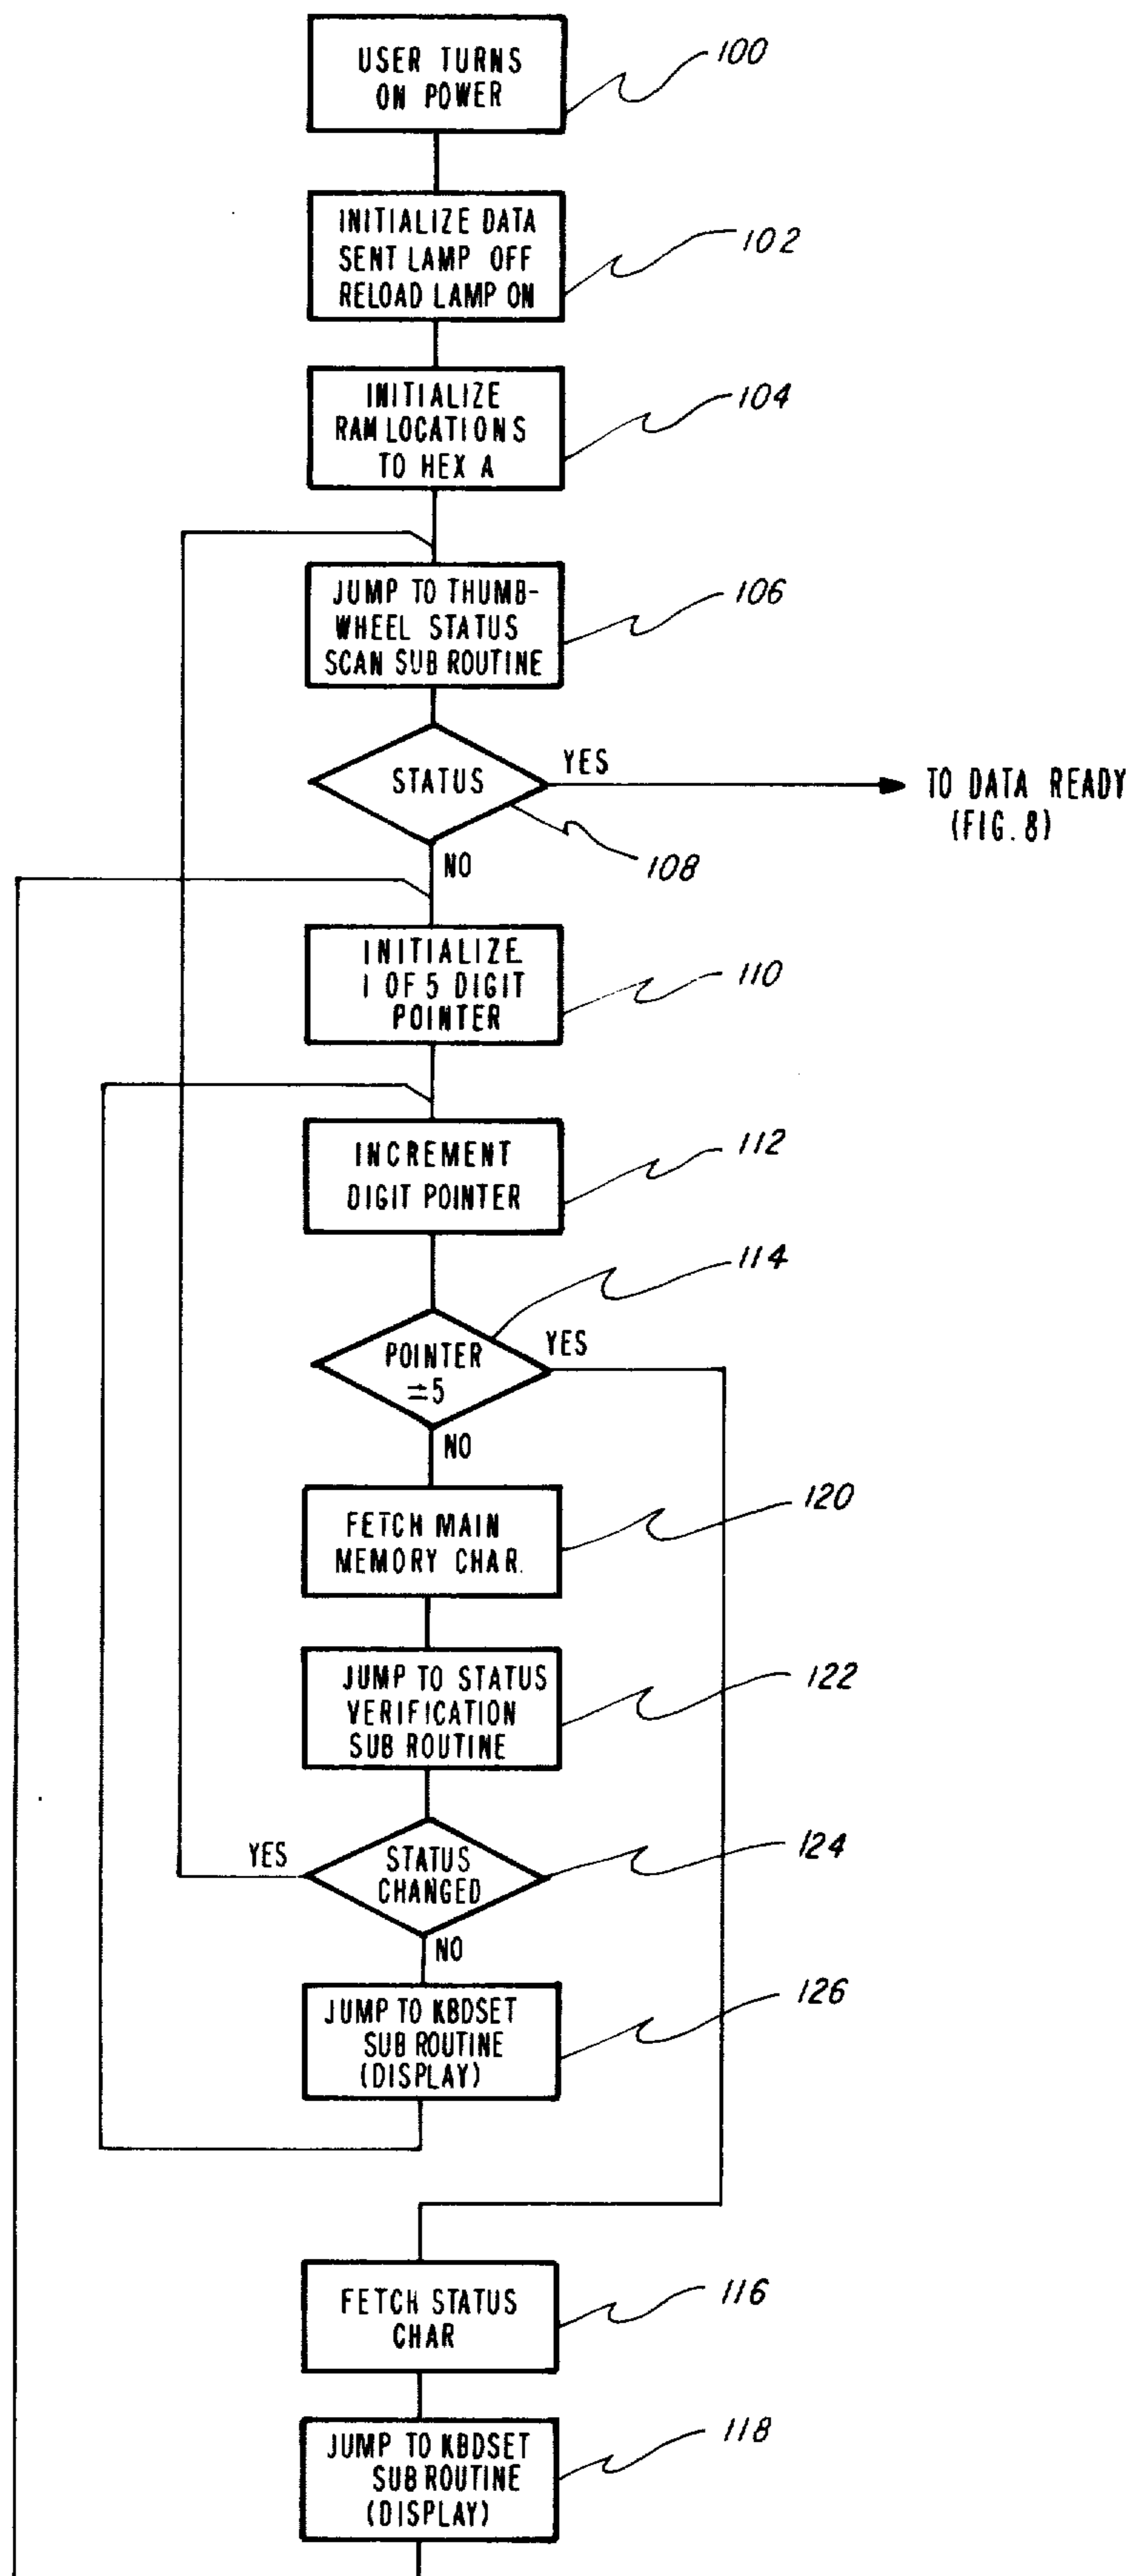 USER TURNS
ON POWER
100
INITIALIZE DATA
SENT LAMP OFF
RELOAD LAMP ON
102
INITIALIZE
RAM LOCATIONS
TO HEX A
104
JUMP TO THUMB-
WHEEL STATUS
SCAN SUB ROUTINE
106
STATUS
YES
TO DATA READY
(FIG. 8)
108
NO
INITIALIZE
1 OF 5 DIGIT
POINTER
110
INCREMENT
DIGIT POINTER
112
114
POINTER
=5
YES
NO
FETCH MAIN
MEMORY CHAR.
120
JUMP TO STATUS
VERIFICATION
SUB ROUTINE
122
YES
STATUS
CHANGED
124
NO
JUMP TO KBDSET
SUB ROUTINE
(DISPLAY)
126
FETCH STATUS
CHAR
116
JUMP TO KBDSET
SUB ROUTINE
(DISPLAY)
118